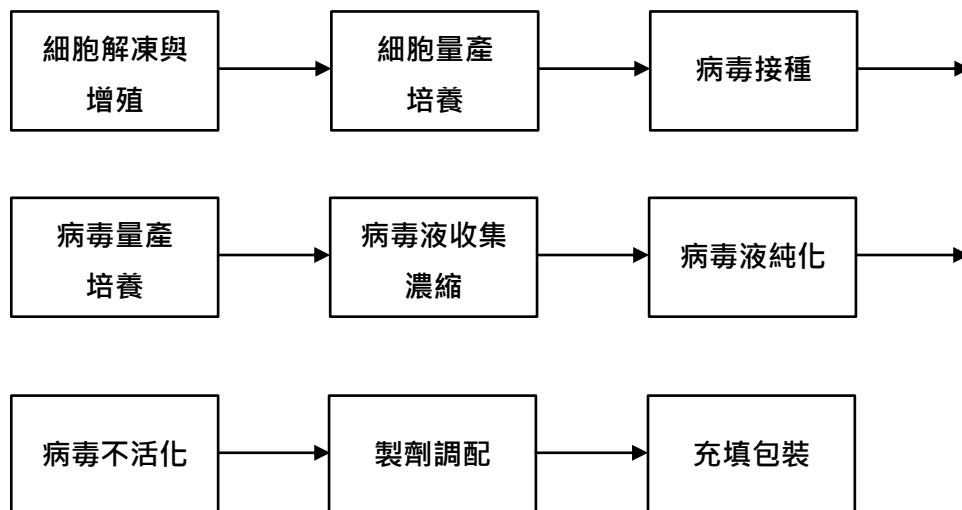 細胞解凍與
增殖
細胞量產
培養
病毒接種
病毒量產
培養
病毒液收集
濃縮
病毒液純化
病毒不活化
製劑調配
充填包裝